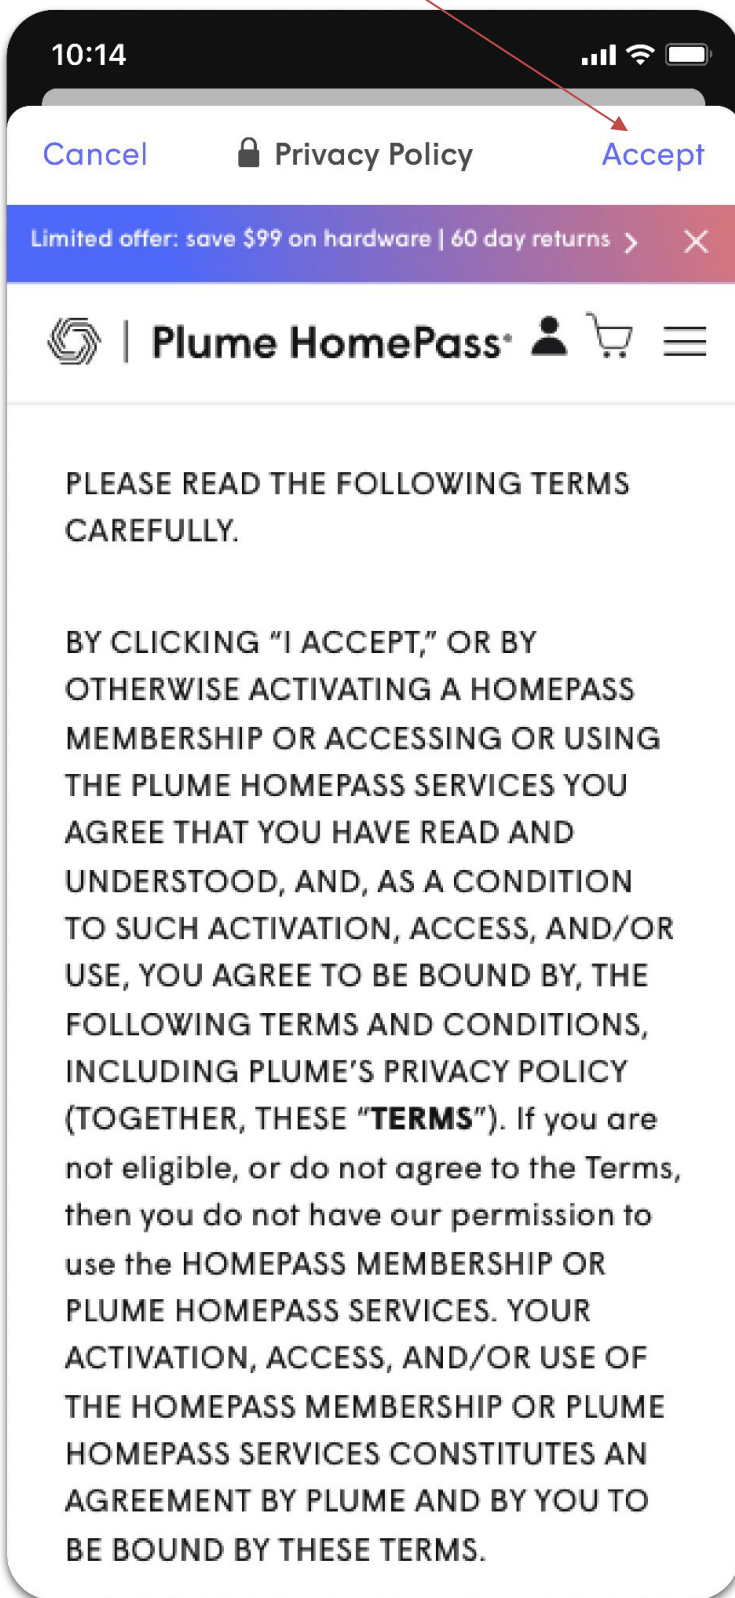 10:14
Cancel Privacy Policy Accept
Limited offer: save $99 on hardware | 60 day returns
Plume HomePass®
PLEASE READ THE FOLLOWING TERMS
CAREFULLY.
BY CLICKING “I ACCEPT,” OR BY
OTHERWISE ACTIVATING A HOMEPASS
MEMBERSHIP OR ACCESSING OR USING
THE PLUME HOMEPASS SERVICES YOU
AGREE THAT YOU HAVE READ AND
UNDERSTOOD, AND, AS A CONDITION
TO SUCH ACTIVATION, ACCESS, AND/OR
USE, YOU AGREE TO BE BOUND BY, THE
FOLLOWING TERMS AND CONDITIONS,
INCLUDING PLUME’S PRIVACY POLICY
(TOGETHER, THESE “TERMS”). If you are
not eligible, or do not agree to the Terms,
then you do not have our permission to
use the HOMEPASS MEMBERSHIP OR
PLUME HOMEPASS SERVICES. YOUR
ACTIVATION, ACCESS, AND/OR USE OF
THE HOMEPASS MEMBERSHIP OR PLUME
HOMEPASS SERVICES CONSTITUTES AN
AGREEMENT BY PLUME AND BY YOU TO
BE BOUND BY THESE TERMS.